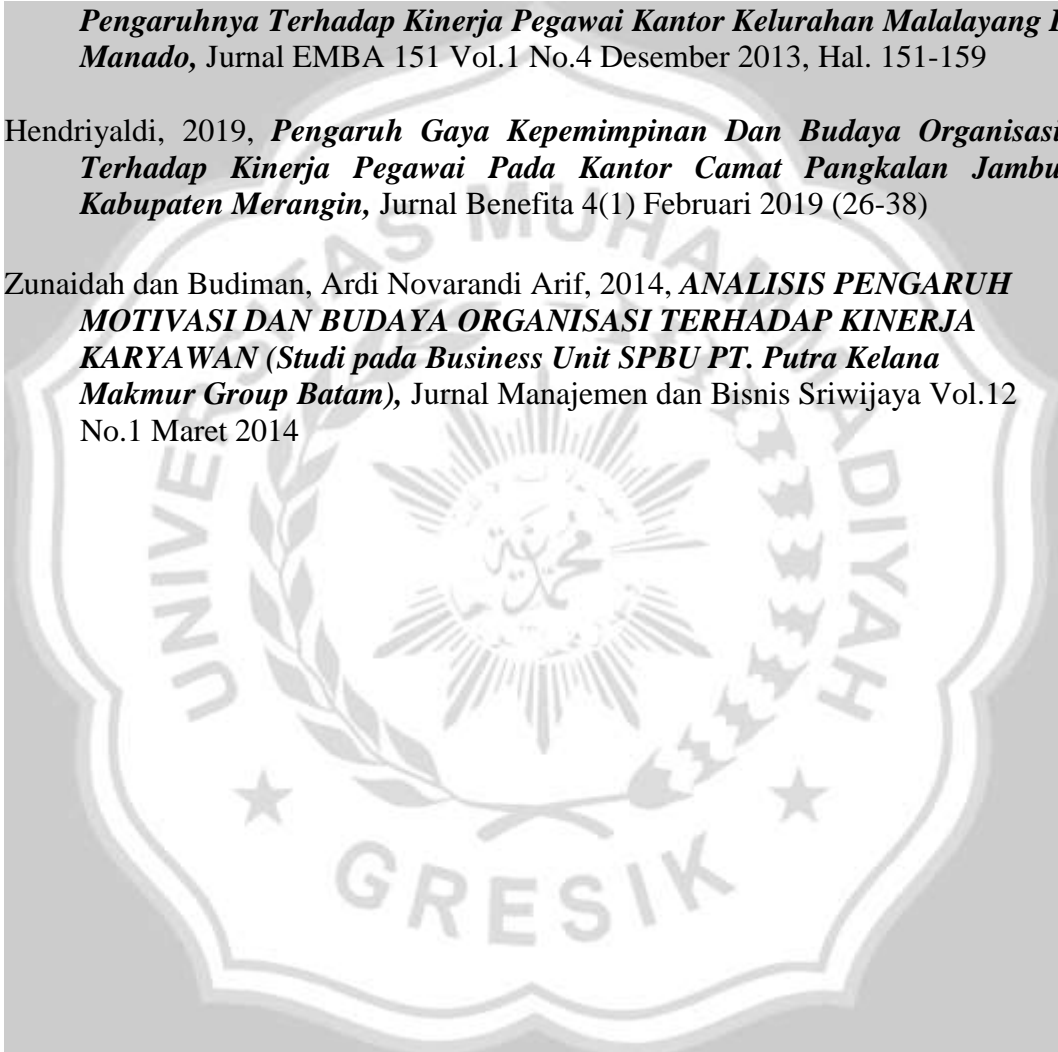 Pengaruhnya Terhadap Kinerja Pegawai Kantor Kelurahan Malalayang
Manado, Jurnal EMBA 151 Vol.1 No.4 Desember 2013, Hal. 151-159
Hendriyaldi, 2019, Pengaruh Gaya Kepemimpinan Dan Budaya Organisasi
Terhadap Kinerja Pegawai Pada Kantor Camat Pangkalan Jambu
Kabupaten Merangin, Jurnal Benefita 4(1) Februari 2019 (26-38)
Zunaidah dan Budiman, Ardi Novarandi Arif, 2014, ANALISIS PENGARUH
MOTIVASI DAN BUDAYA ORGANISASI TERHADAP KINERJA
KARYAWAN (Studi pada Business Unit SPBU PT. Putra Kelana
Makmur Group Batam), Jurnal Manajemen dan Bisnis Sriwijaya Vol.12
No.1 Maret 2014
UNIVERSITAS MUHAMMADIYAH
محمدية
GRESIK